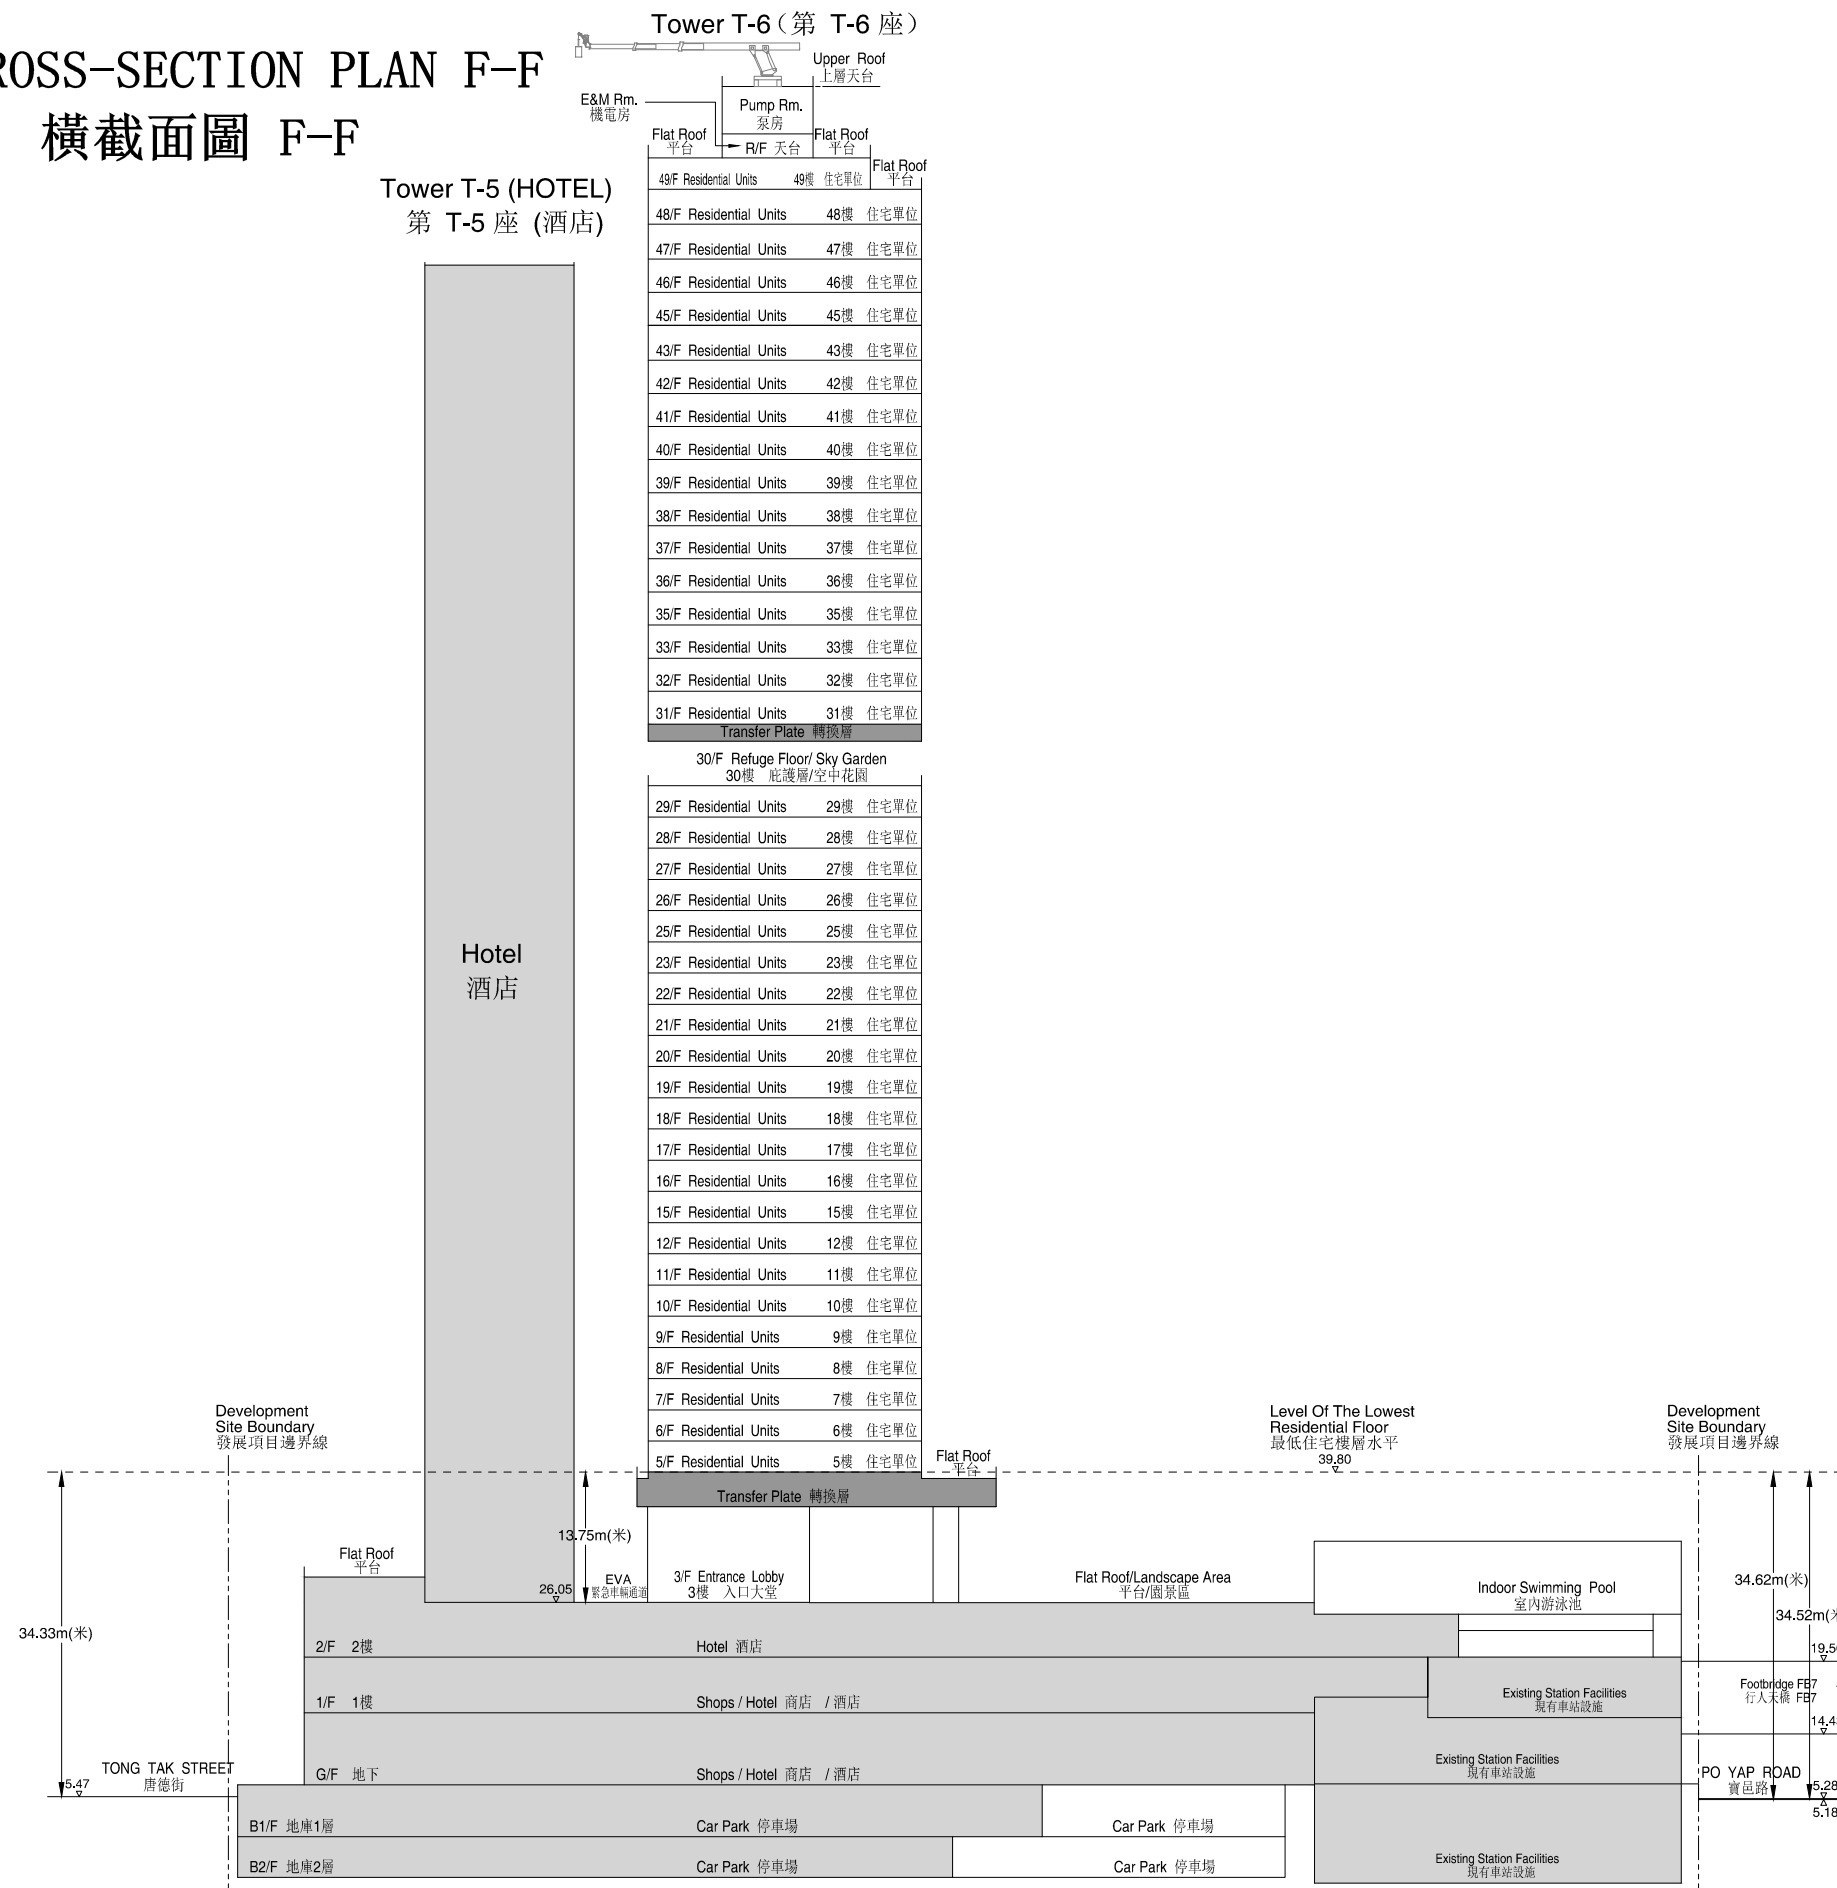 Tower T-6（第 T-6 座）
ROSS-SECTION PLAN F-F
橫截面圖 F-F
Upper Roof
上層天台
E&M Rm.
機電房
Pump Rm.
泵房
Flat Roof
平台
R/F 天台
Flat Roof
平台
Flat Roof
平台
Tower T-5 (HOTEL)
第 T-5 座 (酒店)
49/F Residential Units 49樓 住宅單位
48/F Residential Units 48樓 住宅單位
47/F Residential Units 47樓 住宅單位
46/F Residential Units 46樓 住宅單位
45/F Residential Units 45樓 住宅單位
43/F Residential Units 43樓 住宅單位
42/F Residential Units 42樓 住宅單位
41/F Residential Units 41樓 住宅單位
40/F Residential Units 40樓 住宅單位
39/F Residential Units 39樓 住宅單位
38/F Residential Units 38樓 住宅單位
37/F Residential Units 37樓 住宅單位
36/F Residential Units 36樓 住宅單位
35/F Residential Units 35樓 住宅單位
33/F Residential Units 33樓 住宅單位
32/F Residential Units 32樓 住宅單位
31/F Residential Units 31樓 住宅單位
Transfer Plate 轉換層
30/F Refuge Floor/ Sky Garden
30樓 庇護層/空中花園
29/F Residential Units 29樓 住宅單位
28/F Residential Units 28樓 住宅單位
27/F Residential Units 27樓 住宅單位
26/F Residential Units 26樓 住宅單位
25/F Residential Units 25樓 住宅單位
23/F Residential Units 23樓 住宅單位
22/F Residential Units 22樓 住宅單位
21/F Residential Units 21樓 住宅單位
20/F Residential Units 20樓 住宅單位
19/F Residential Units 19樓 住宅單位
18/F Residential Units 18樓 住宅單位
17/F Residential Units 17樓 住宅單位
16/F Residential Units 16樓 住宅單位
15/F Residential Units 15樓 住宅單位
12/F Residential Units 12樓 住宅單位
11/F Residential Units 11樓 住宅單位
10/F Residential Units 10樓 住宅單位
9/F Residential Units 9樓 住宅單位
8/F Residential Units 8樓 住宅單位
7/F Residential Units 7樓 住宅單位
6/F Residential Units 6樓 住宅單位
5/F Residential Units 5樓 住宅單位
Hotel
酒店
Development
Site Boundary
發展項目邊界線
Flat Roof
平台
Level Of The Lowest
Residential Floor
最低住宅樓層水平
39.80
Development
Site Boundary
發展項目邊界線
Transfer Plate 轉換層
13.75m(米)
Flat Roof
平台
26.05
EVA
緊急車輛通道
3/F Entrance Lobby
3樓 入口大堂
Flat Roof/Landscape Area
平台/園景區
Indoor Swimming Pool
室內游泳池
34.62m(米)
34.52m(
34.33m(米)
2/F 2樓 Hotel 酒店
19.5
1/F 1樓 Shops / Hotel 商店 / 酒店
Existing Station Facilities
現有車站設施
Footbridge FB7
行人天橋 FB7
14.4
TONG TAK STREET
唐德街
5.47
G/F 地下 Shops / Hotel 商店 / 酒店
Existing Station Facilities
現有車站設施
PO YAP ROAD
寶邑路
5.28
5.18
B1/F 地庫1層 Car Park 停車場 Car Park 停車場
B2/F 地庫2層 Car Park 停車場 Car Park 停車場
Existing Station Facilities
現有車站設施